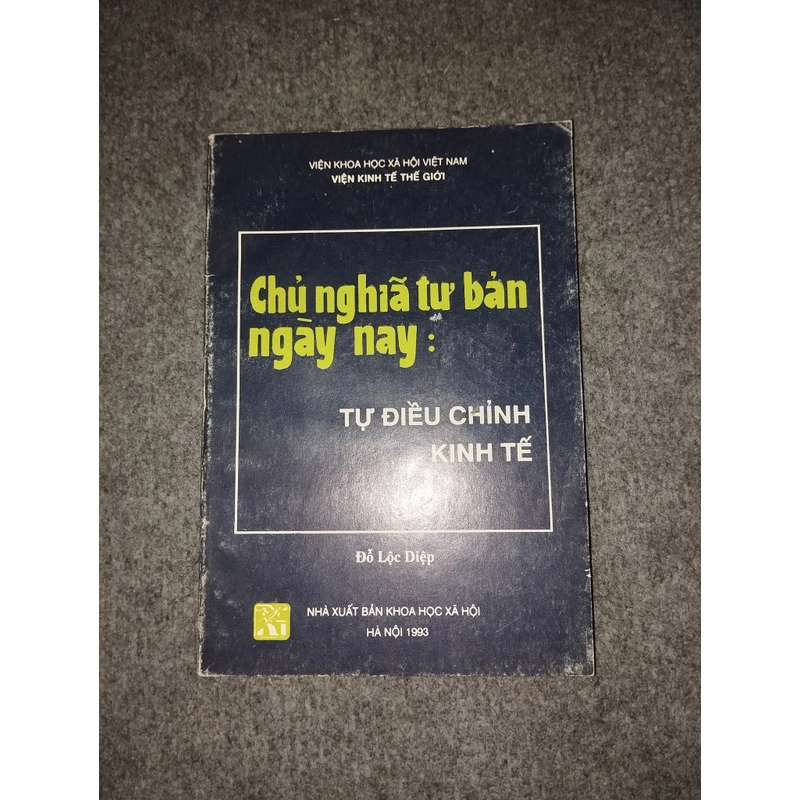 VIỆN KHOA HỌC XÃ HỘI VIỆT NAM
VIỆN KINH TẾ THẾ GIỚI
Chủ nghĩa tư bản
ngày nay :
TỰ ĐIỀU CHỈNH
KINH TẾ
Đỗ Lộc Diệp
NHÀ XUẤT BẢN KHOA HỌC XÃ HỘI
HÀ NỘI 1993